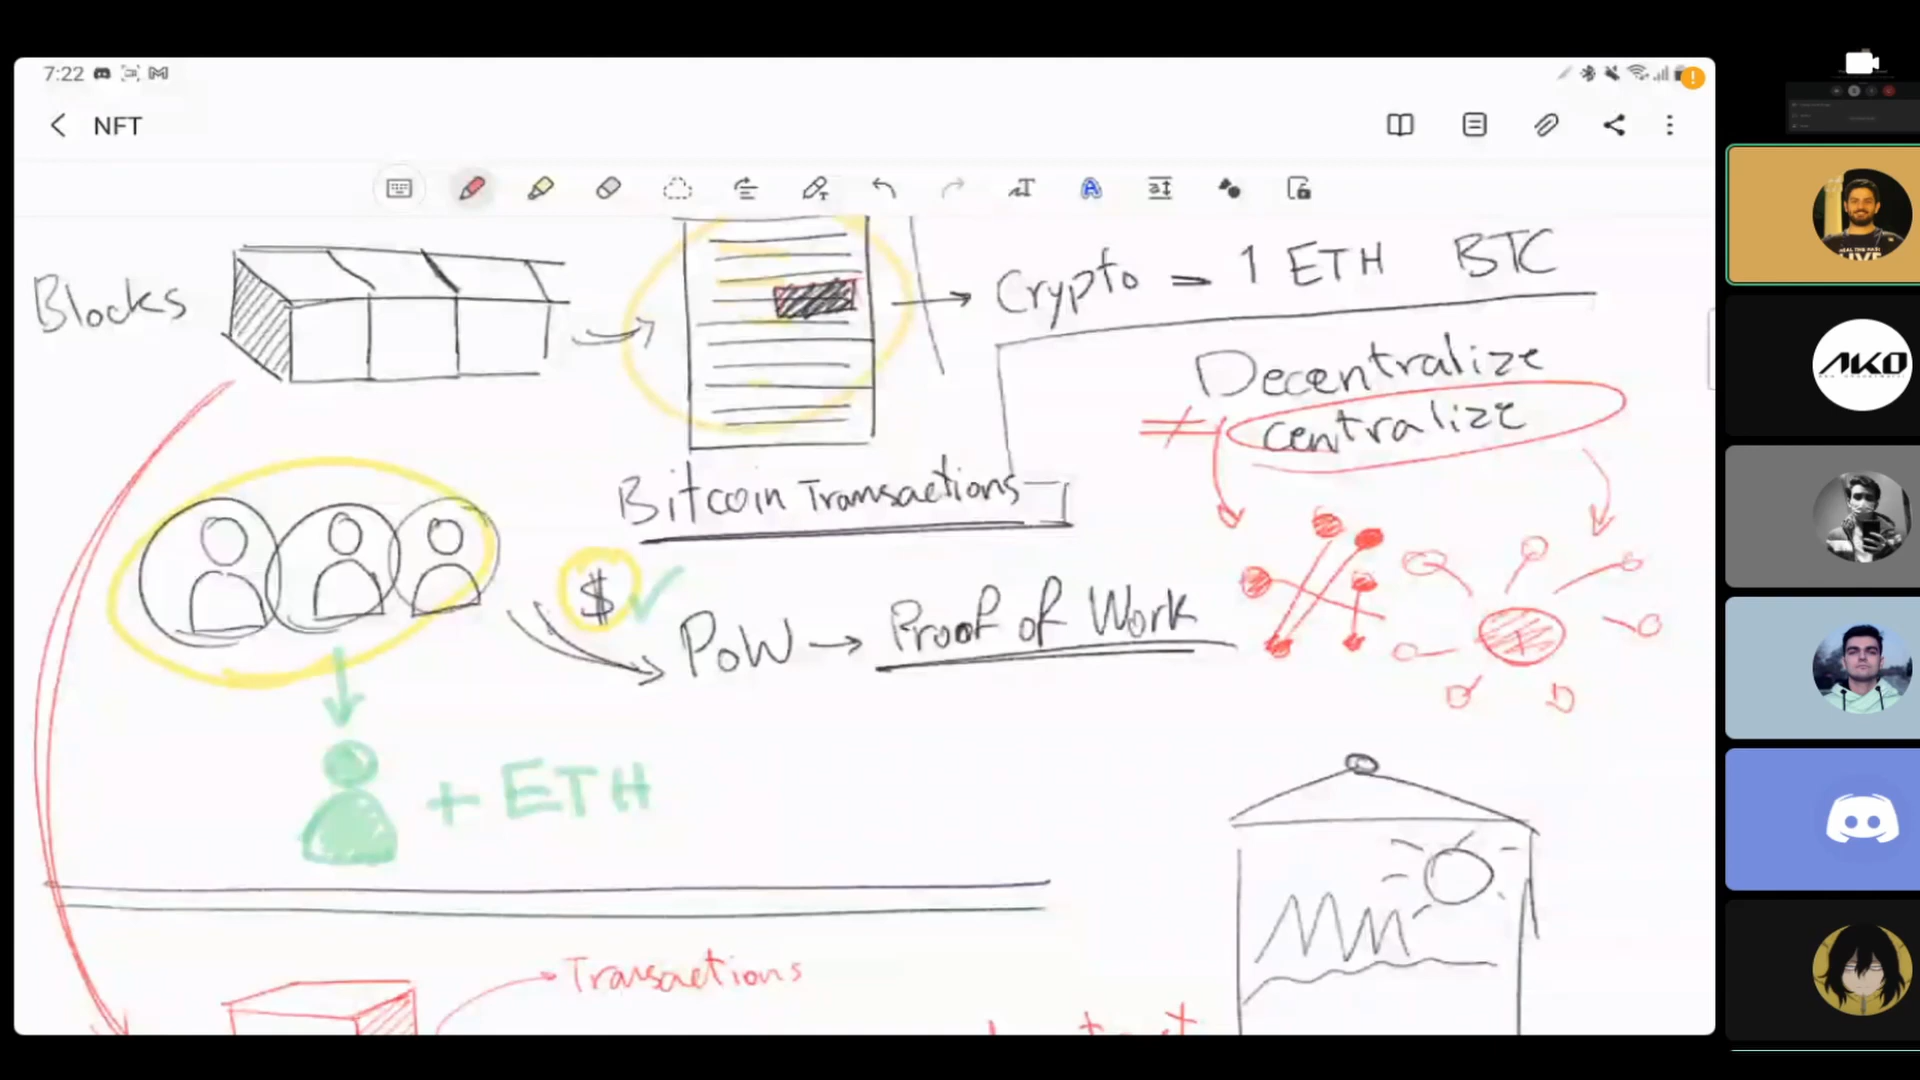 7:22
NFT
Blocks
Crypto = 1 ETH BTC
Decentralize
≠ centralize
Bitcoin Transactions
$ ✓
PoW → Proof of Work
+ ETH
Transactions
AKO